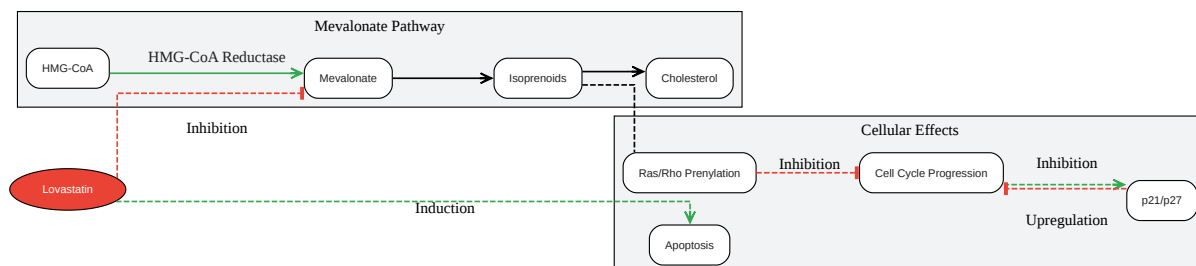 Mevalonate Pathway
HMG-CoA
HMG-CoA Reductase
Mevalonate
Isoprenoids
Cholesterol
Inhibition
Cellular Effects
Lovastatin
Ras/Rho Prenylation
Inhibition
Cell Cycle Progression
Inhibition
p21/p27
Upregulation
Induction
Apoptosis